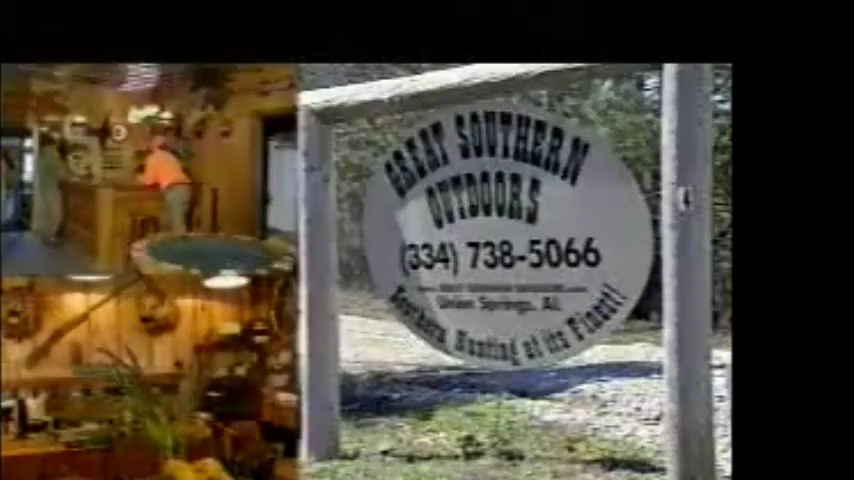 GREAT SOUTHERN
OUTDOORS
(334) 738-5066
Union Springs, AL
Southern Hunting at its Finest!